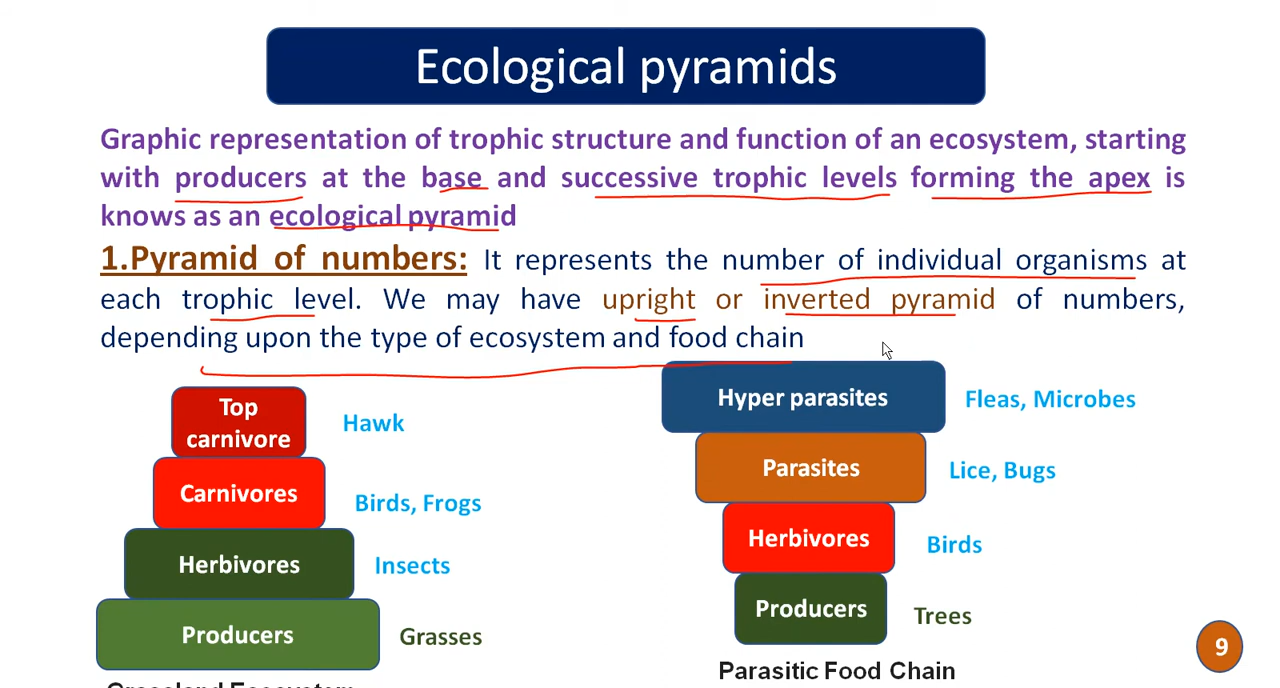 Ecological pyramids
Graphic representation of trophic structure and function of an ecosystem, starting
with producers at the base and successive trophic levels forming the apex is
knows as an ecological pyramid
1.Pyramid of numbers: It represents the number of individual organisms at
each trophic level. We may have upright or inverted pyramid of numbers,
depending upon the type of ecosystem and food chain
Top
carnivore
Hawk
Carnivores
Birds, Frogs
Herbivores
Insects
Producers
Grasses
Grassland Ecosystem
Hyper parasites
Fleas, Microbes
Parasites
Lice, Bugs
Herbivores
Birds
Producers
Trees
Parasitic Food Chain
9